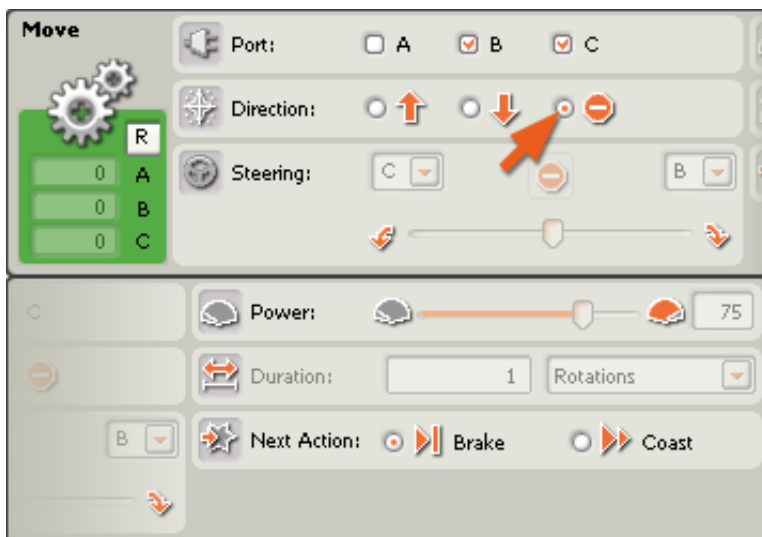 Move
Port: A B C
Direction:
R
Steering: C B
0 A
0 B
0 C
C
Power: 75
Duration: 1 Rotations
B
Next Action: Brake Coast